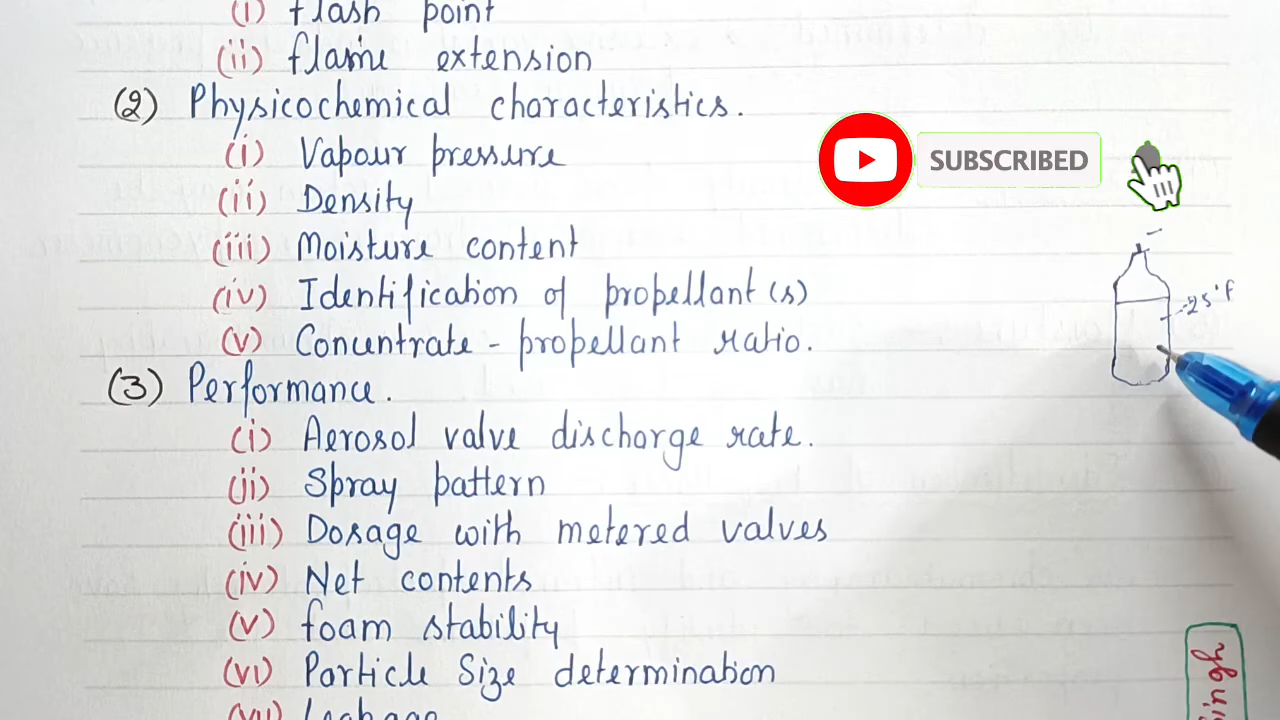 (i) flash point
(ii) flame extension
(2) Physicochemical characteristics.
(i) Vapour pressure
(ii) Density
(iii) Moisture content
(iv) Identification of propellant(s)
(v) Concentrate - propellant ratio.
(3) Performance.
(i) Aerosol valve discharge rate.
(ii) Spray pattern
(iii) Dosage with metered valves
(iv) Net contents
(v) foam stability
(vi) Particle Size determination
(vii) Leakage
SUBSCRIBED
-25°F